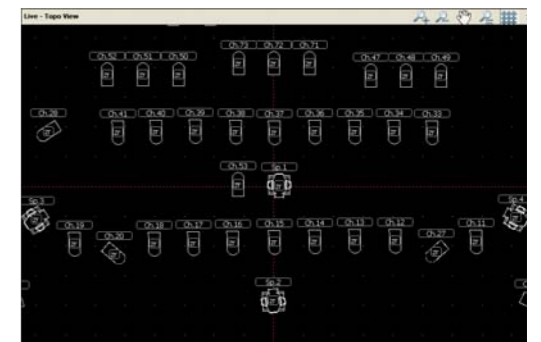 Live - Topo View
Ch.73 Ch.72 Ch.71
Ch.52 Ch.51 Ch.50 Ch.47 Ch.48 Ch.49
Ch.28 Ch.41 Ch.40 Ch.39 Ch.38 Ch.37 Ch.36 Ch.35 Ch.34 Ch.33
Ch.53 Sp.1
Sp.3 Sp.4
Ch.19 Ch.20 Ch.18 Ch.17 Ch.16 Ch.15 Ch.14 Ch.13 Ch.12 Ch.27 Ch.11
Sp.2